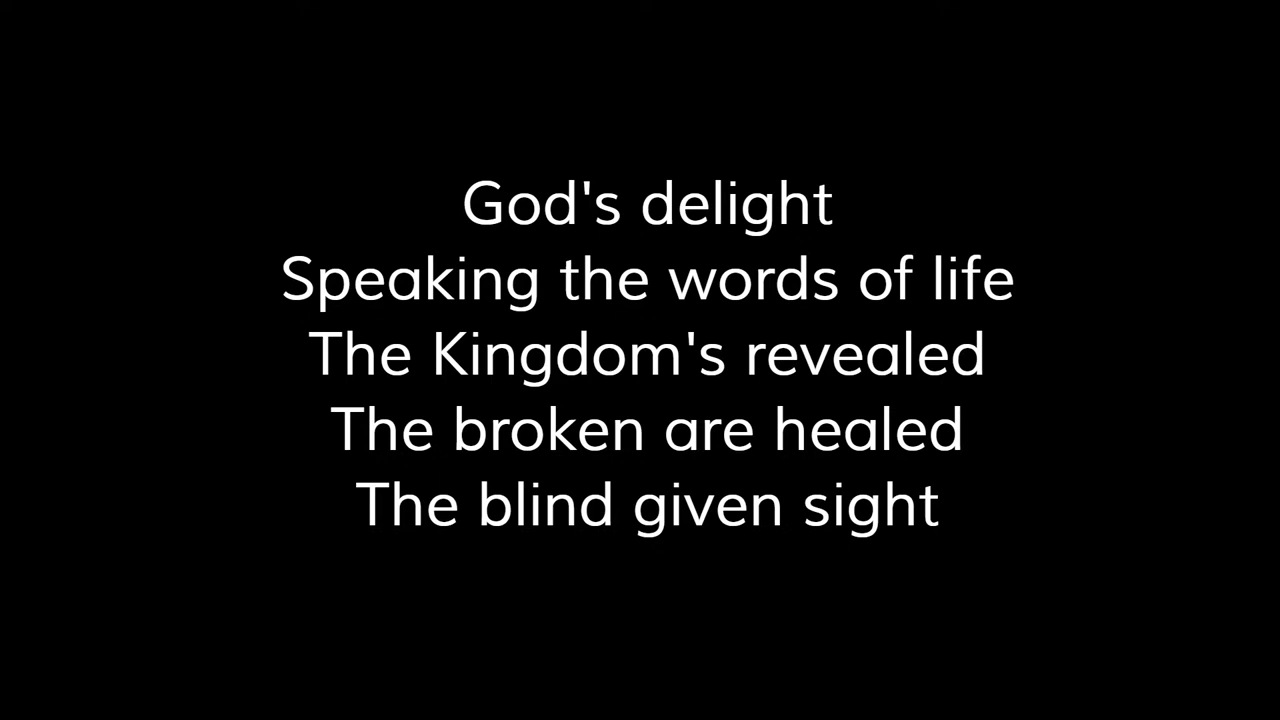 God's delight
Speaking the words of life
The Kingdom's revealed
The broken are healed
The blind given sight